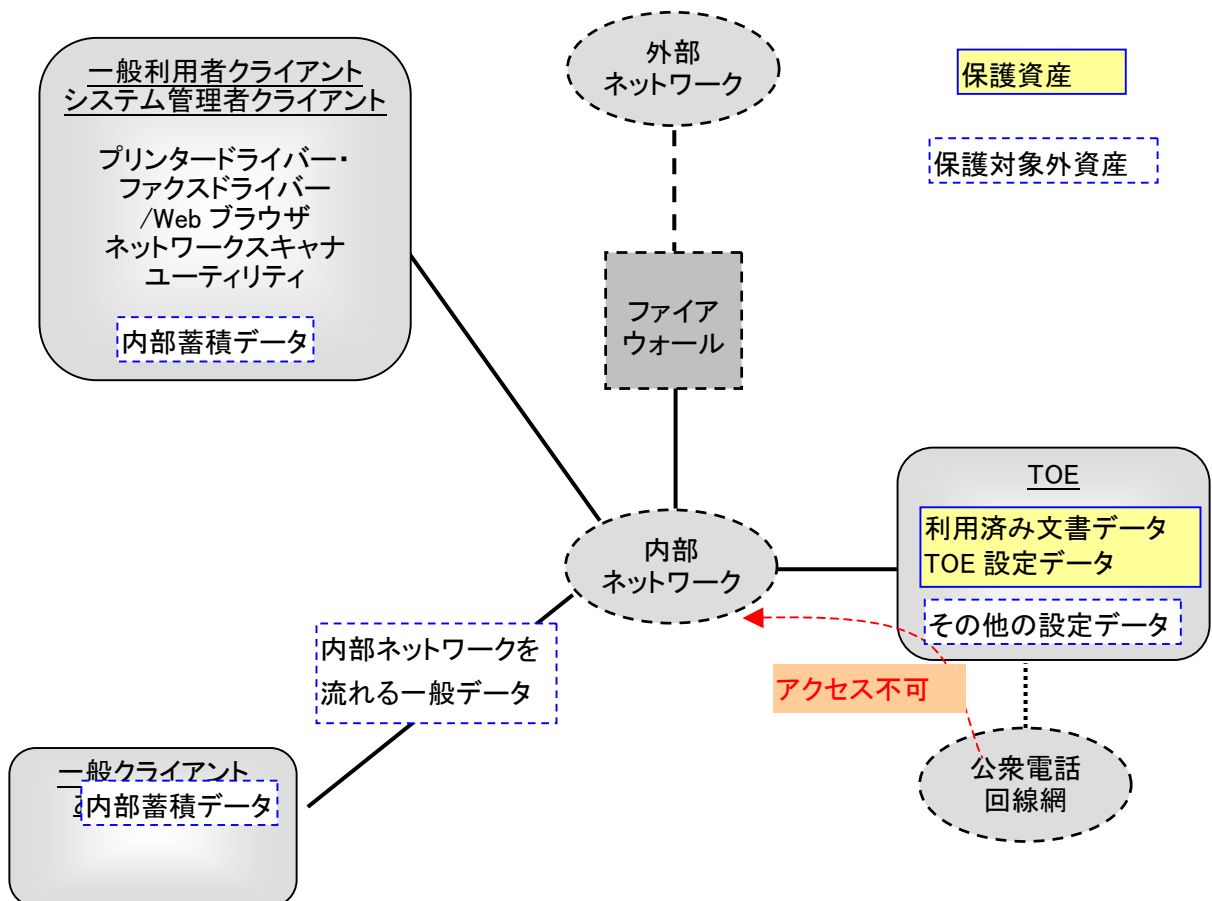 一般利用者クライアント
システム管理者クライアント
プリンタードライバー・
ファクスドライバー
/Web ブラウザ
ネットワークスキャナ
ユーティリティ
内部蓄積データ
外部
ネットワーク
保護資産
保護対象外資産
ファイア
ウォール
TOE
利用済み文書データ
TOE 設定データ
その他の設定データ
内部
ネットワーク
内部ネットワークを
流れる一般データ
アクセス不可
公衆電話
回線網
一般クライアント
内部蓄積データ